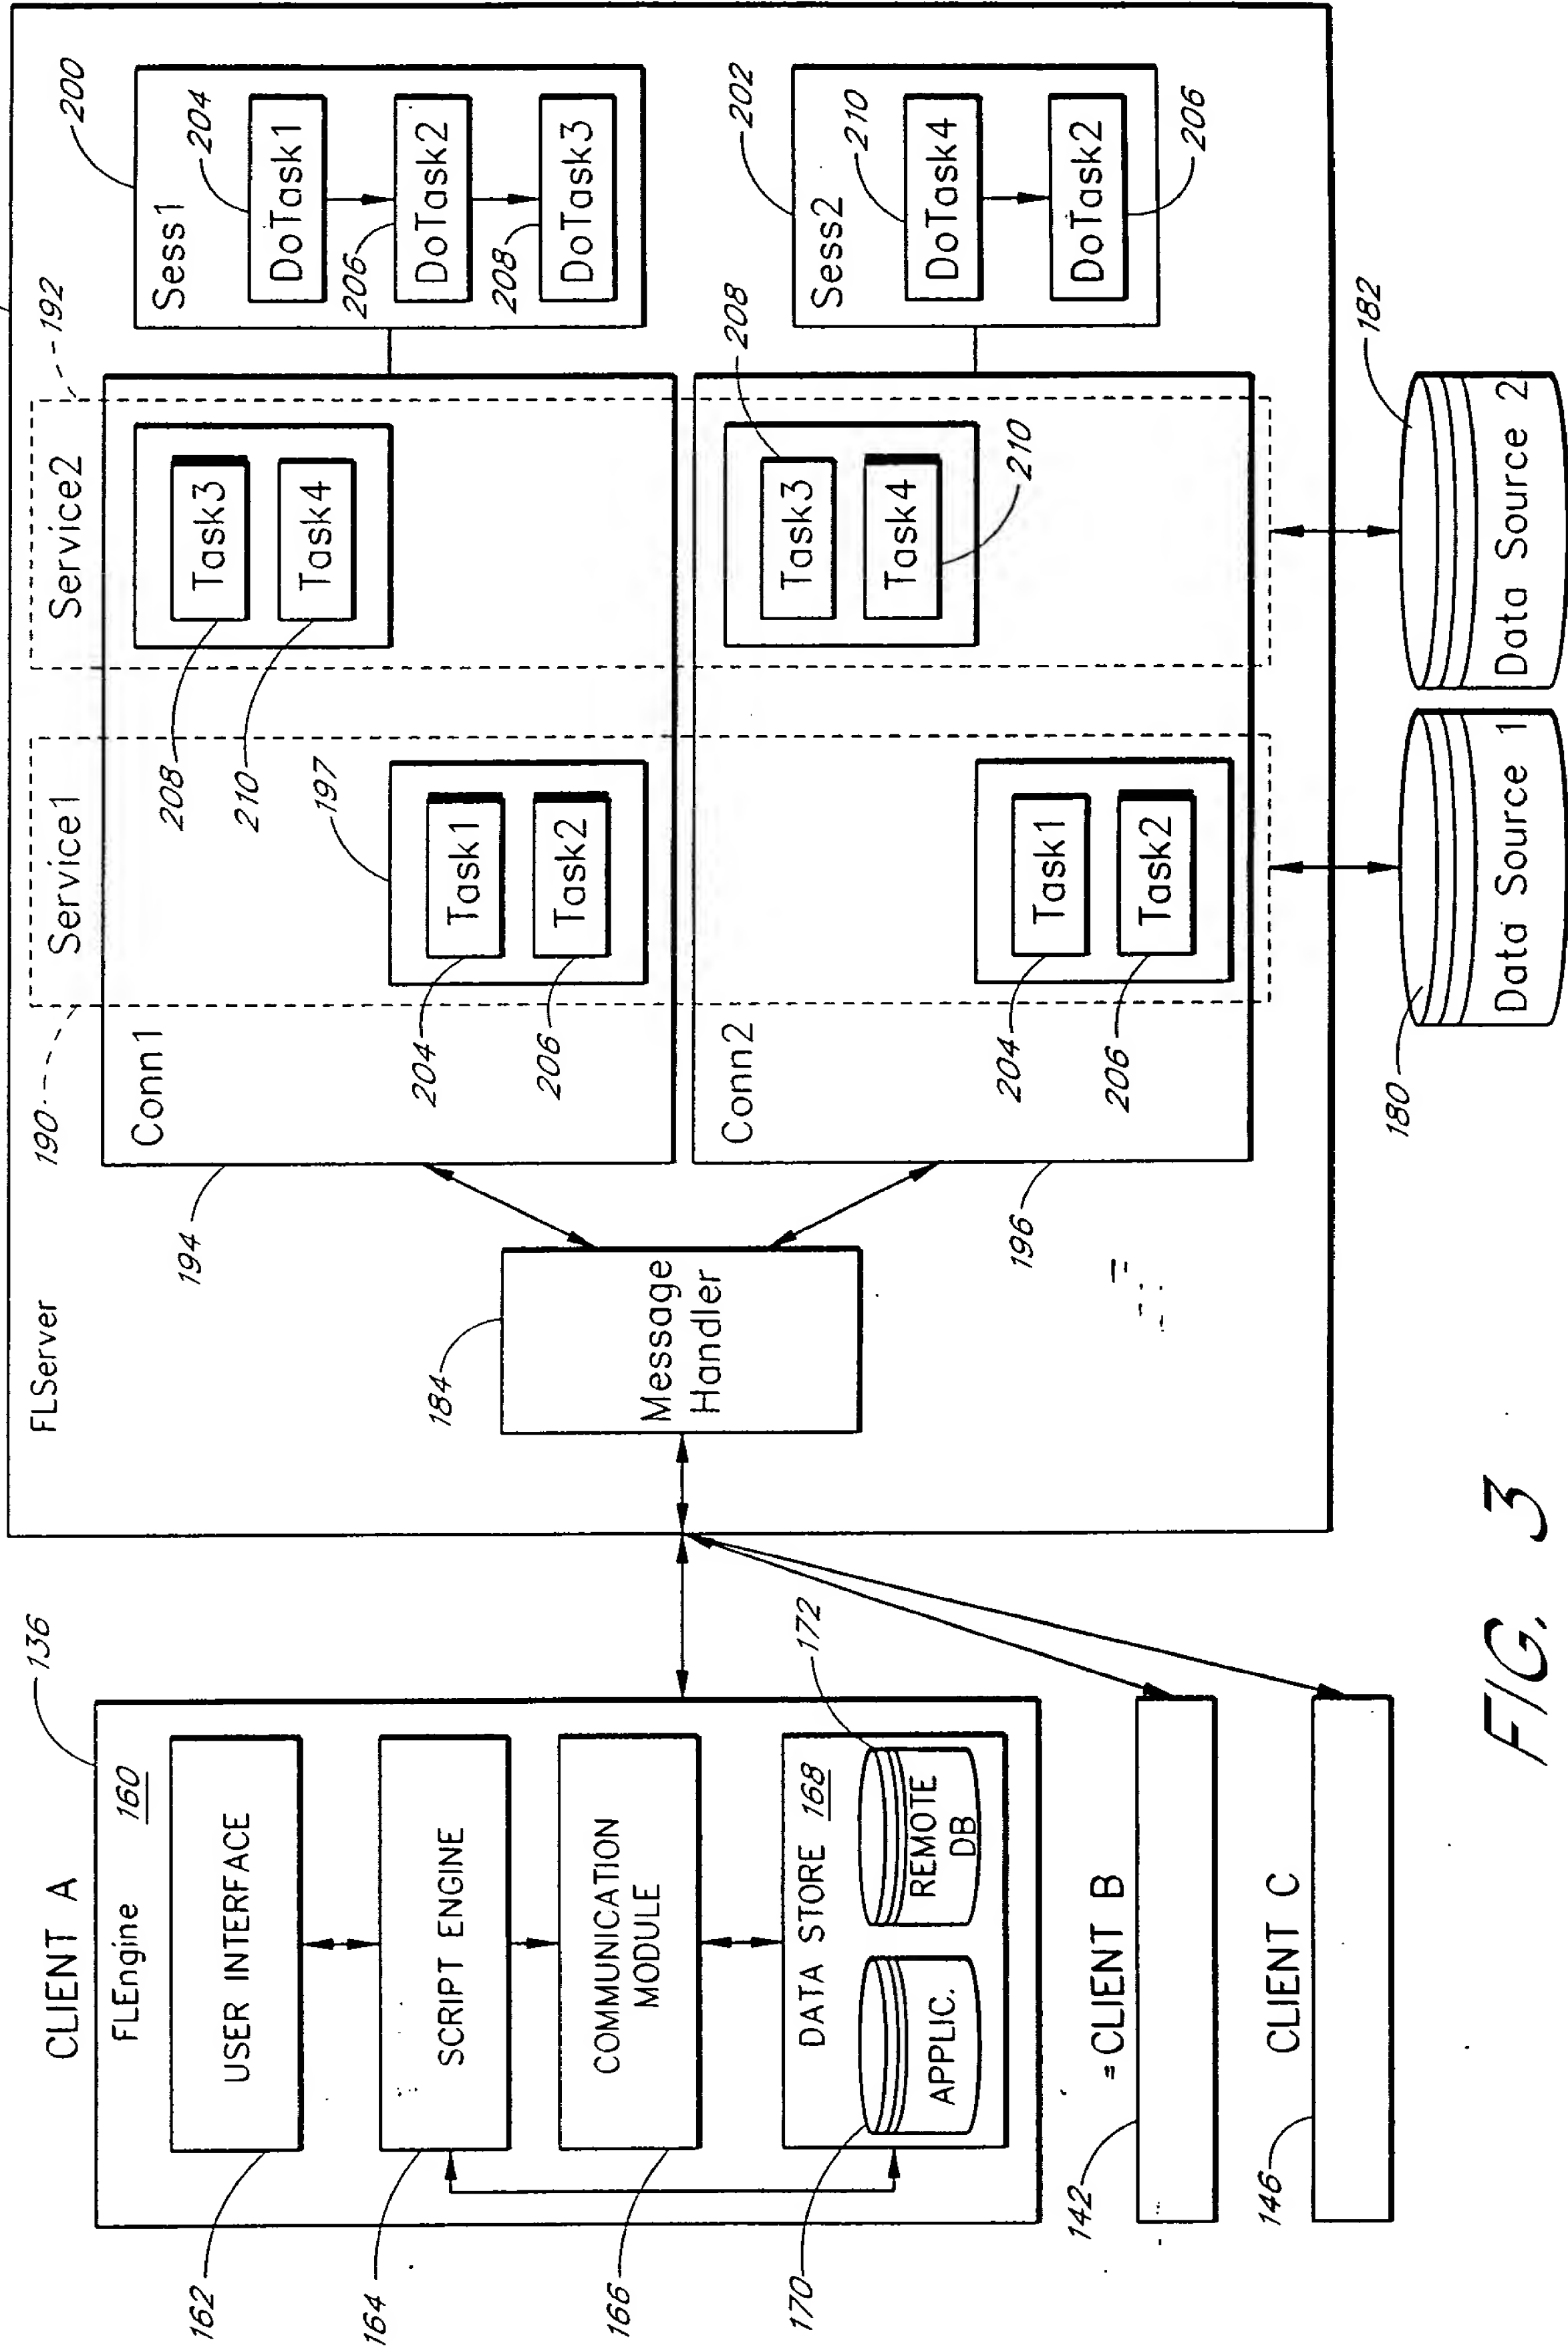 CLIENT A
136
FLEngine
160
USER INTERFACE
162
SCRIPT ENGINE
164
COMMUNICATION
MODULE
166
DATA STORE 168
APPLIC.
REMOTE
DB
170
172
=CLIENT B
142
CLIENT C
146
FLServer
184
Message
Handler
190
Service1
192
Service2
194
Conn1
197
Task1
204
Task2
206
Task3
208
Task4
210
196
Conn2
Task1
204
Task2
206
Task3
208
Task4
210
200
Sess1
204
DoTask1
206
DoTask2
208
DoTask3
202
Sess2
210
DoTask4
DoTask2
206
180
Data Source 1
182
Data Source 2
FIG. 3